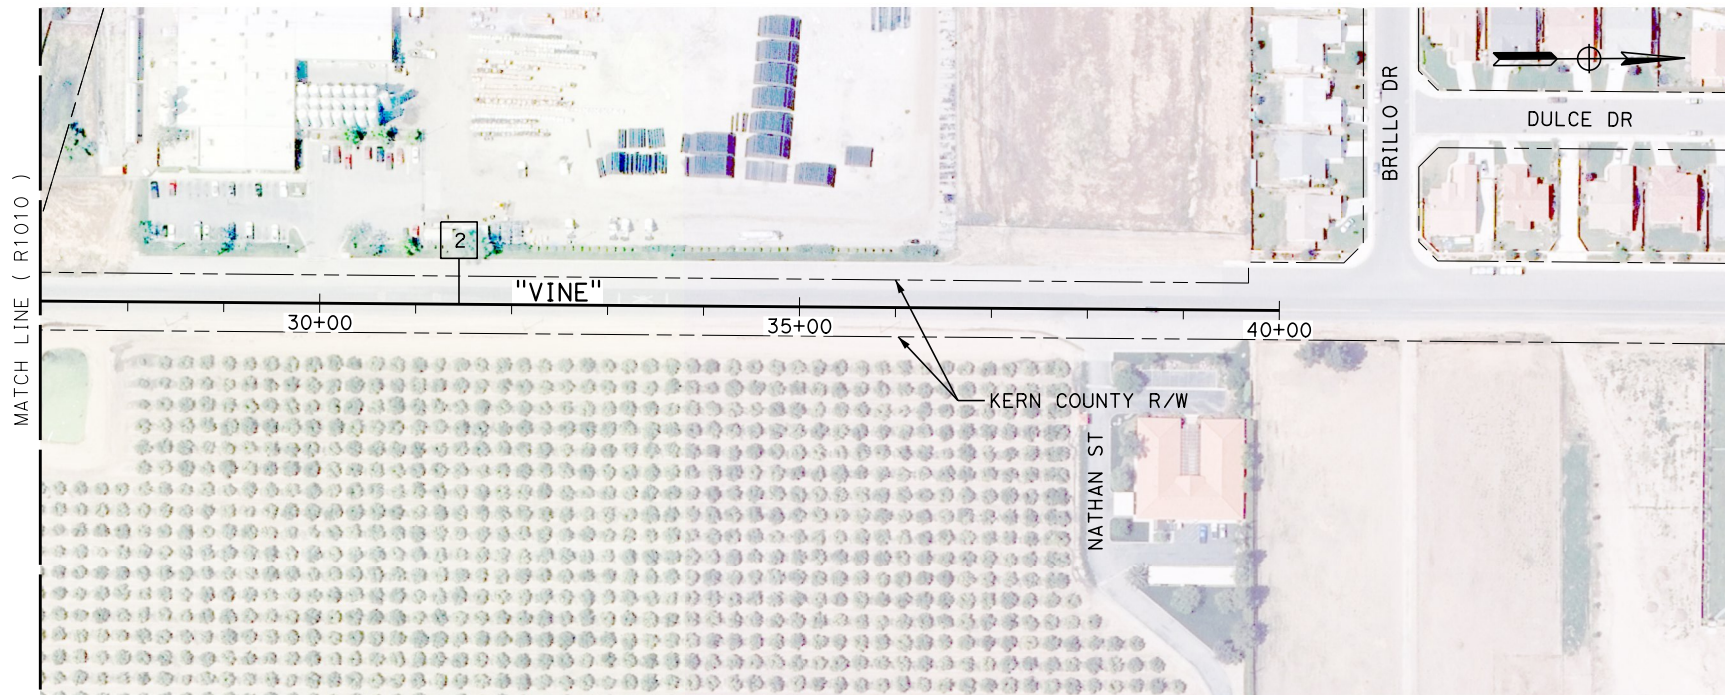 BRILLO DR
DULCE DR
MATCH LINE ( R1010 )
2
"VINE"
30+00
35+00
40+00
KERN COUNTY R/W
NATHAN ST